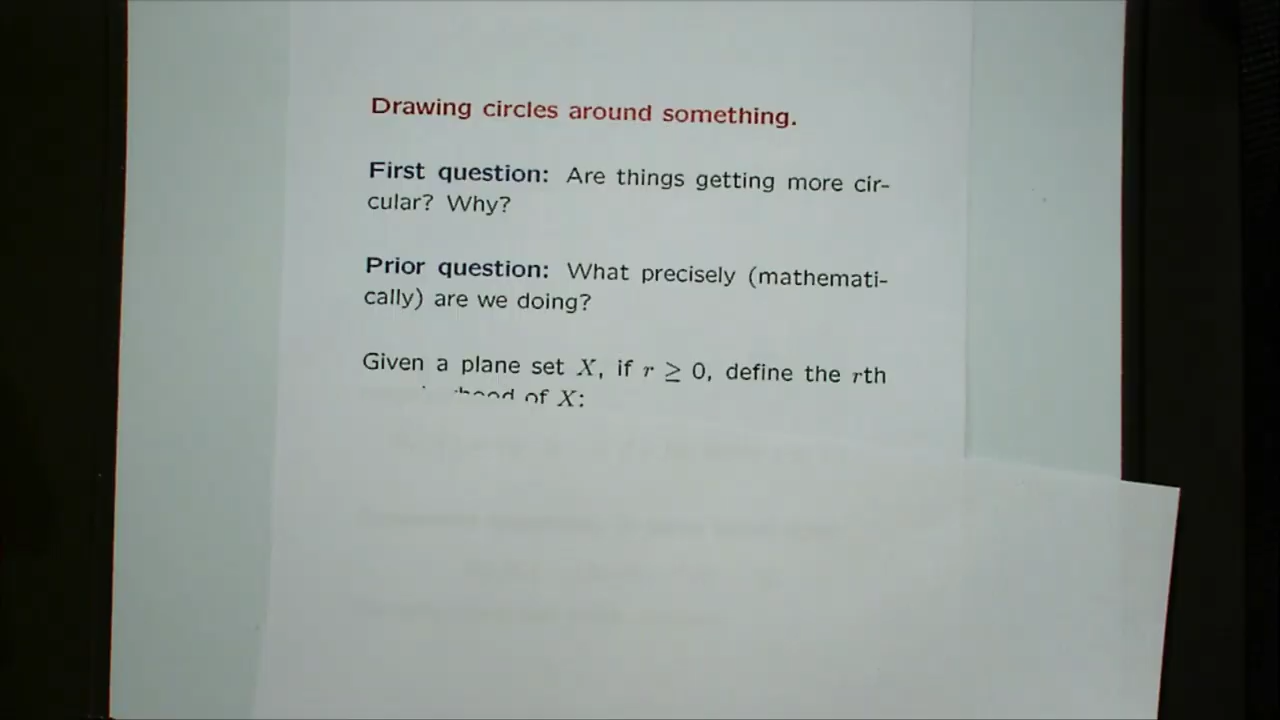 Drawing circles around something.
First question: Are things getting more cir-
cular? Why?
Prior question: What precisely (mathemati-
cally) are we doing?
Given a plane set X, if r ≥ 0, define the rth
of X: